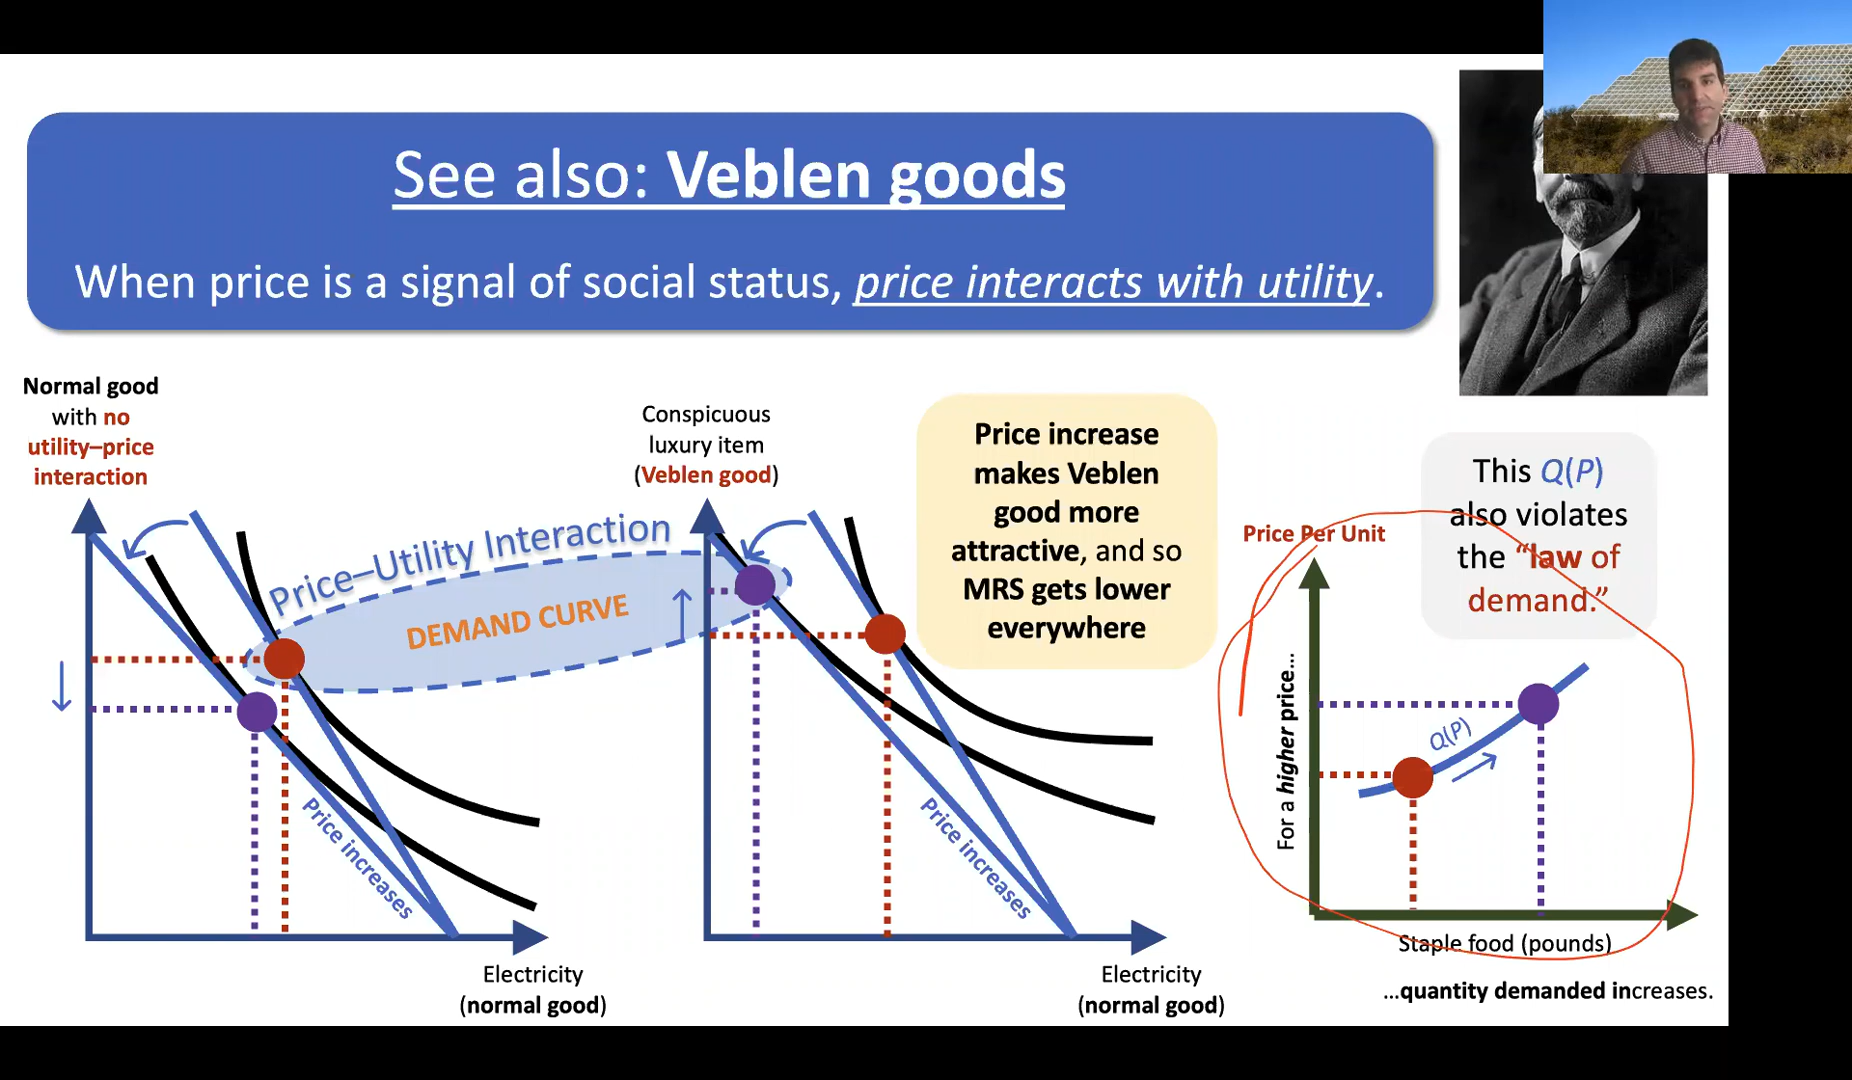 See also: Veblen goods
When price is a signal of social status, price interacts with utility.
Normal good
with no
utility–price
interaction
Price–Utility Interaction
DEMAND CURVE
Price increases
Electricity
(normal good)
Conspicuous
luxury item
(Veblen good)
Price increases
Electricity
(normal good)
Price increase
makes Veblen
good more
attractive, and so
MRS gets lower
everywhere
This Q(P)
also violates
the “law of
demand.”
Price Per Unit
For a higher price...
Q(P)
Staple food (pounds)
...quantity demanded increases.